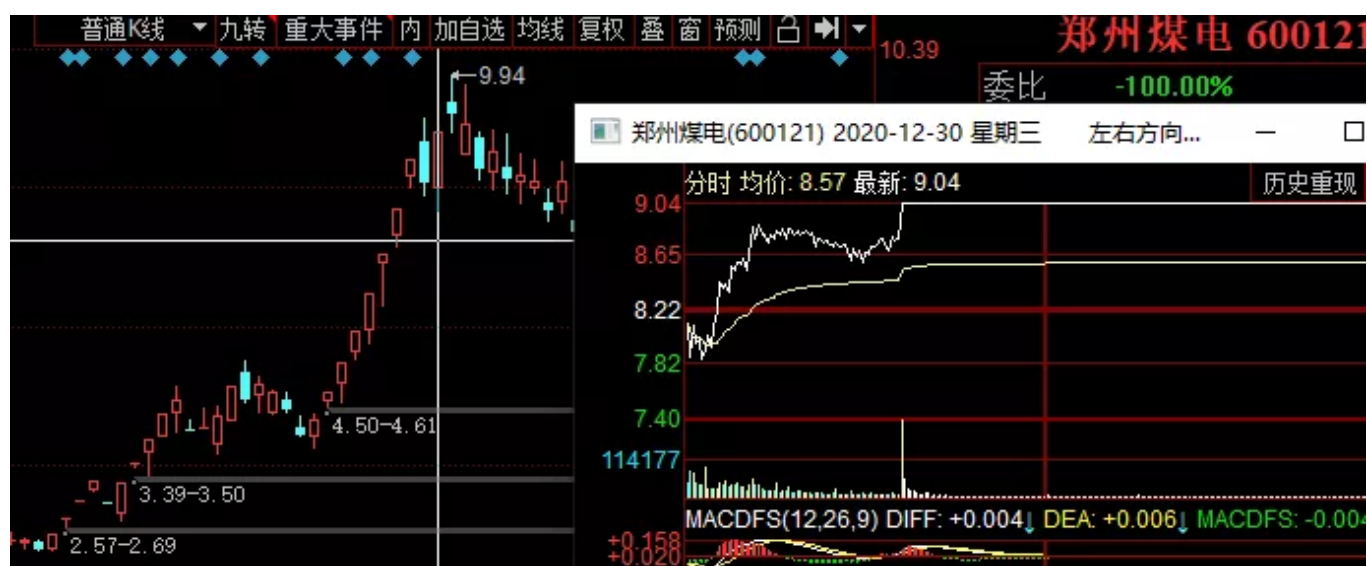 普通K线 九转 重大事件 内 加自选 均线 复权 叠 窗 预测
10.39
郑州煤电 600121
委比 -100.00%
9.94
郑州煤电(600121) 2020-12-30 星期三 左右方向...
分时 均价: 8.57 最新: 9.04
历史重现
9.04
8.65
8.22
7.82
7.40
114177
4.50-4.61
3.39-3.50
2.57-2.69
MACDFS(12,26,9) DIFF: +0.004↓ DEA: +0.006↓ MACDFS: -0.004
+0.158
+0.020